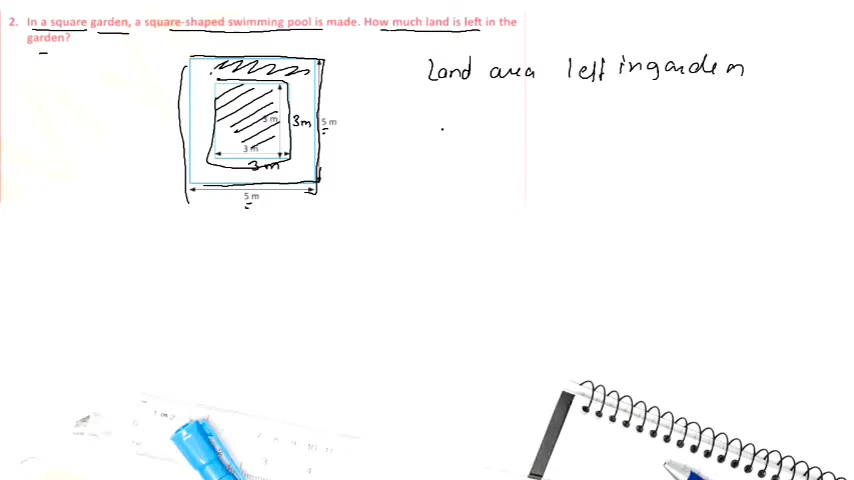 2. In a square garden, a square-shaped swimming pool is made. How much land is left in the
garden?
Land area left in garden
3 m
3m
5 m
3 m
3m
5 m